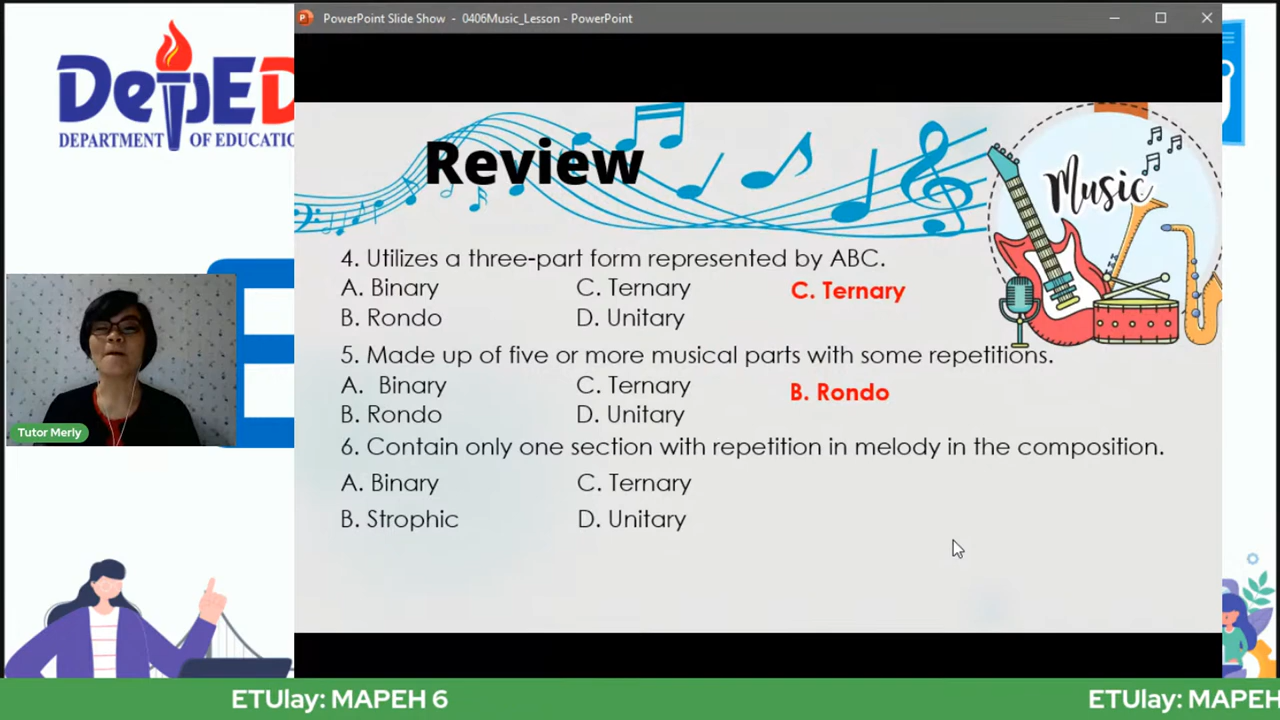 PowerPoint Slide Show - 0406Music_Lesson - PowerPoint
DepED
DEPARTMENT OF EDUCATIO
Review
Music
4. Utilizes a three-part form represented by ABC.
A. Binary C. Ternary C. Ternary
B. Rondo D. Unitary
5. Made up of five or more musical parts with some repetitions.
A. Binary C. Ternary B. Rondo
B. Rondo D. Unitary
6. Contain only one section with repetition in melody in the composition.
A. Binary C. Ternary
B. Strophic D. Unitary
Tutor Merly
ETUlay: MAPEH 6 ETUlay: MAPEH